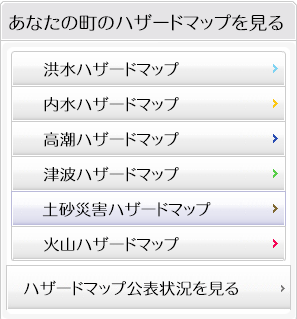 あなたの町のハザードマップを見る
洪水ハザードマップ
内水ハザードマップ
高潮ハザードマップ
津波ハザードマップ
土砂災害ハザードマップ
火山ハザードマップ
ハザードマップ公表状況を見る